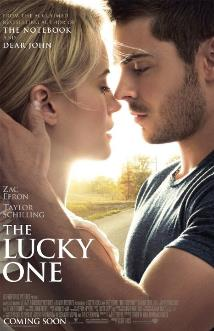 FROM THE ACCLAIMED
BESTSELLING AUTHOR OF
THE NOTEBOOK
AND
DEAR JOHN
ZAC
EFRON
TAYLOR
SCHILLING
THE
LUCKY
ONE
COMING SOON